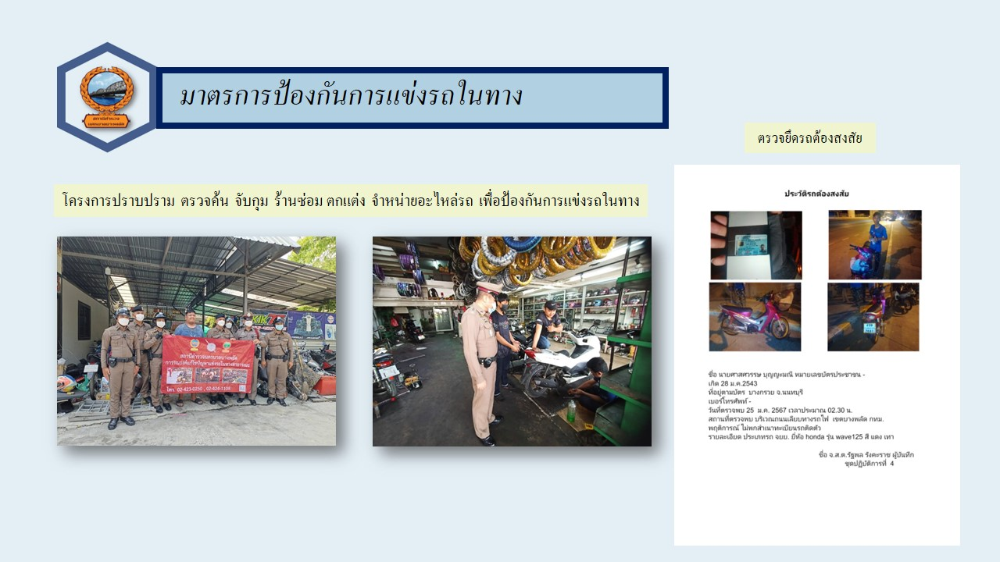 มาตรการป้องกันการแข่งรถในทาง
สถานีตำรวจ
นครบาลบางพลัด
ตรวจยึดรถต้องสงสัย
โครงการปราบปราม ตรวจค้น จับกุม ร้านซ่อม ตกแต่ง จำหน่ายอะไหล่รถ เพื่อป้องกันการแข่งรถในทาง
สถานีตำรวจนครบาลบางพลัด
โทร. 02-423-0250 , 02-424-1108
ประวัติรถต้องสงสัย
ชื่อ นายศาสศวรรษ บุญญะมณี หมายเลขบัตรประชาชน -
เกิด 28 ม.ค.2543
ที่อยู่ตามบัตร บางกรวย จ.นนทบุรี
เบอร์โทรศัพท์ -
วันที่ตรวจพบ 25 ม.ค. 2567 เวลาประมาณ 02.30 น.
สถานที่ตรวจพบ บริเวณถนนเลียบทางรถไฟ เขตบางพลัด กทม.
พฤติการณ์ ไม่พกสำเนาทะเบียนรถติดตัว
รายละเอียด ประเภทรถ จยย. ยี่ห้อ honda รุ่น wave125 สี แดง เทา
ชื่อ จ.ส.ต.รัฐพล รังคะราช ผู้บันทึก
ชุดปฏิบัติการที่ 4